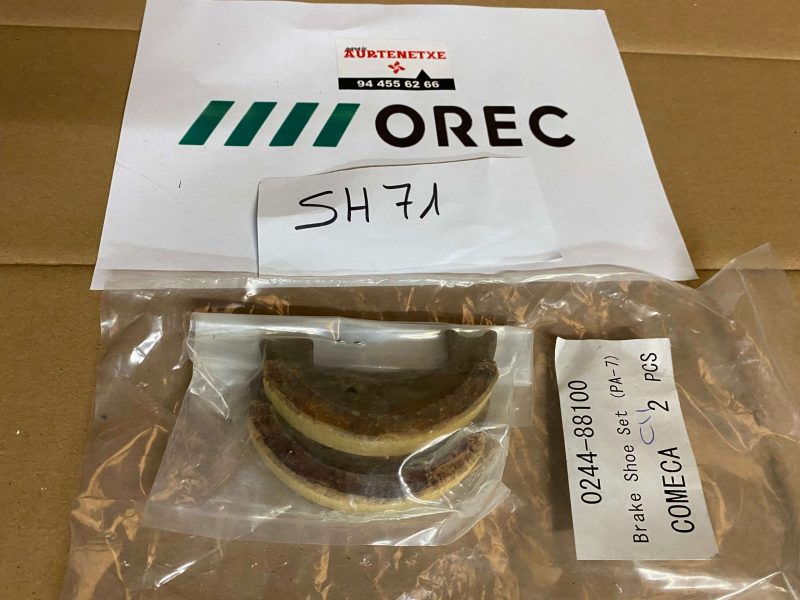 AURTENETXE
94 455 62 66
OREC
SH71
0244-88100
Brake Shoe Set (PA-7)
COMECA 2 PCS